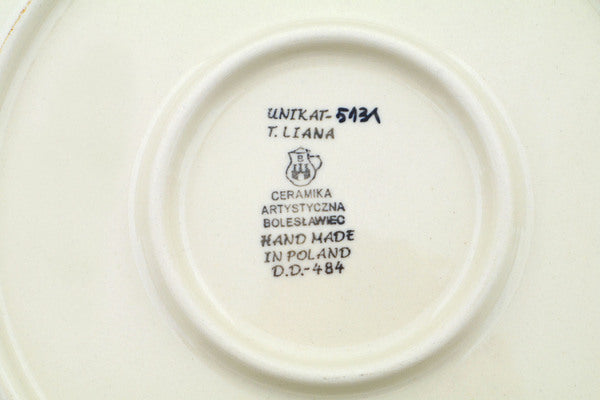 UNIKAT-5131
T. LIANA
B
CERAMIKA
ARTYSTYCZNA
BOLESŁAWIEC
HAND MADE
IN POLAND
D.D.-484